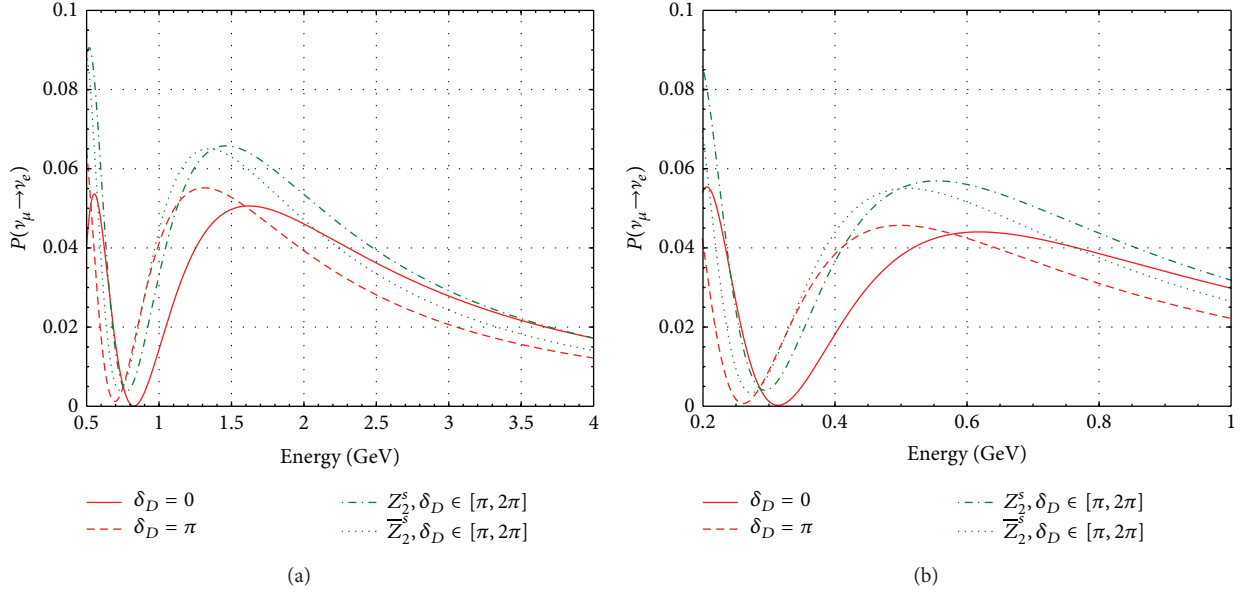 0.1
0.08
0.06
0.04
0.02
0
P(νμ→νe)
0.5 1 1.5 2 2.5 3 3.5 4
Energy (GeV)
δD = 0
δD = π
Z₂ˢ, δD ∈ [π, 2π]
Z̅₂ˢ, δD ∈ [π, 2π]
(a)
0.1
0.08
0.06
0.04
0.02
0
P(νμ→νe)
0.2 0.4 0.6 0.8 1
Energy (GeV)
δD = 0
δD = π
Z₂ˢ, δD ∈ [π, 2π]
Z̅₂ˢ, δD ∈ [π, 2π]
(b)